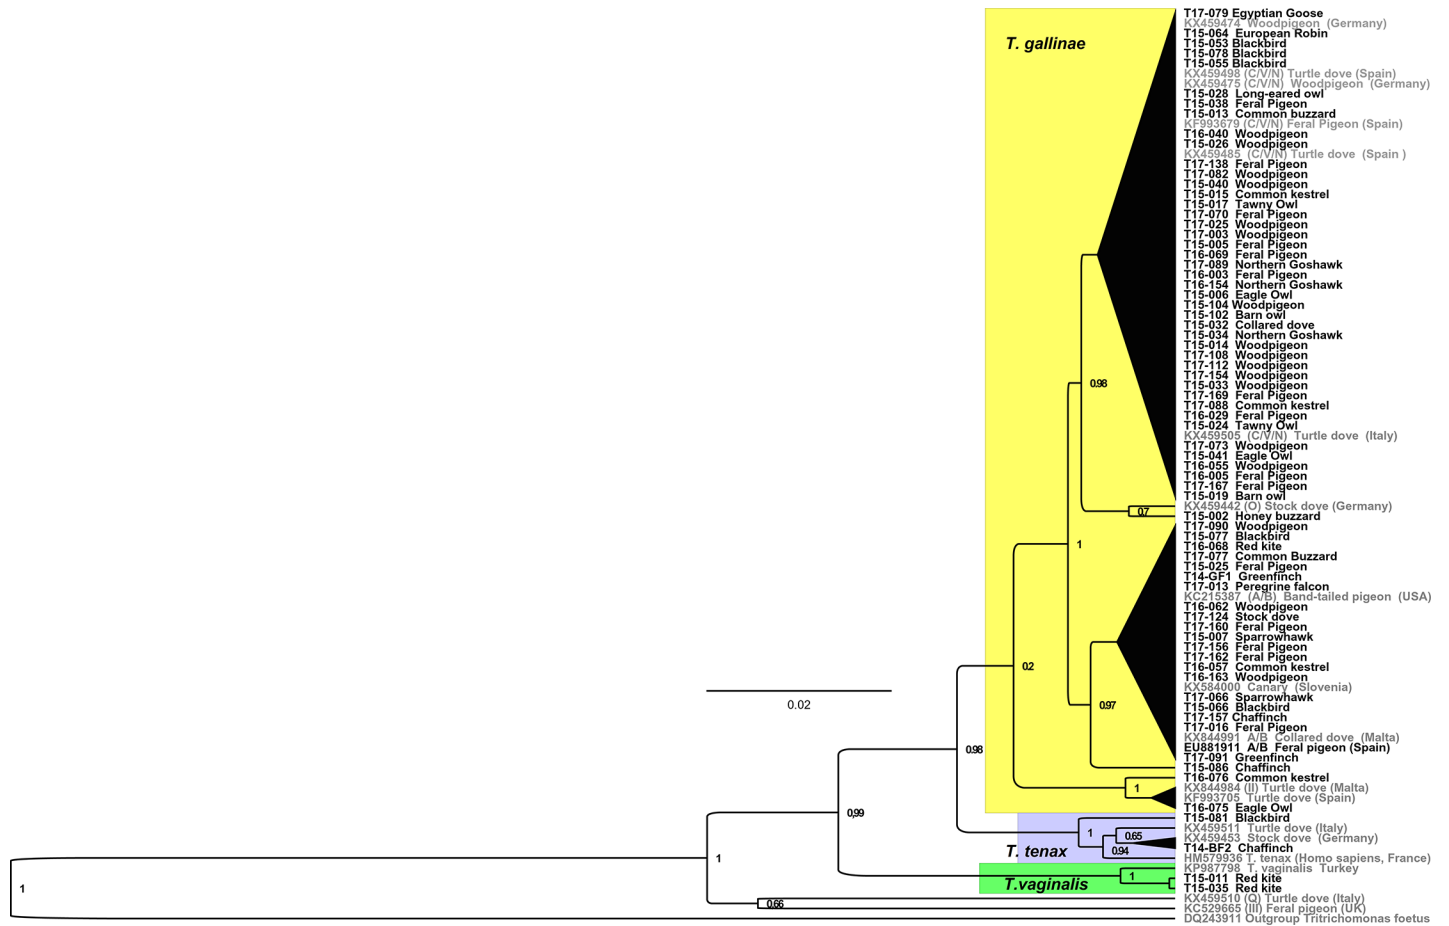 T. gallinae
T17-079 Egyptian Goose
KX459474 Woodpigeon (Germany)
T15-064 European Robin
T15-053 Blackbird
T15-078 Blackbird
T15-055 Blackbird
KX459498 (C/V/N) Turtle dove (Spain)
KX459475 (C/V/N) Woodpigeon (Germany)
T15-028 Long-eared owl
T15-038 Feral Pigeon
T15-013 Common buzzard
KF993679 (C/V/N) Feral Pigeon (Spain)
T16-040 Woodpigeon
T15-026 Woodpigeon
KX459485 (C/V/N) Turtle dove (Spain )
T17-138 Feral Pigeon
T17-082 Woodpigeon
T15-040 Woodpigeon
T15-015 Common kestrel
T15-017 Tawny Owl
T17-070 Feral Pigeon
T17-025 Woodpigeon
T17-003 Woodpigeon
T15-005 Feral Pigeon
T16-069 Feral Pigeon
T17-089 Northern Goshawk
T16-003 Feral Pigeon
T16-154 Northern Goshawk
T15-006 Eagle Owl
T15-104 Woodpigeon
T15-102 Barn owl
T15-032 Collared dove
T15-034 Northern Goshawk
T15-014 Woodpigeon
T17-108 Woodpigeon
T17-112 Woodpigeon
T17-154 Woodpigeon
T15-033 Woodpigeon
T17-169 Feral Pigeon
T17-088 Common kestrel
T16-029 Feral Pigeon
T15-024 Tawny Owl
KX459505 (C/V/N) Turtle dove (Italy)
T17-073 Woodpigeon
T15-041 Eagle Owl
T16-055 Woodpigeon
T16-005 Feral Pigeon
T17-167 Feral Pigeon
T15-019 Barn owl
KX459442 (O) Stock dove (Germany)
T15-002 Honey buzzard
T17-090 Woodpigeon
T15-077 Blackbird
T16-068 Red kite
T17-077 Common Buzzard
T15-025 Feral Pigeon
T14-GF1 Greenfinch
T17-013 Peregrine falcon
KC215387 (A/B) Band-tailed pigeon (USA)
T16-062 Woodpigeon
T17-124 Stock dove
T17-160 Feral Pigeon
T15-007 Sparrowhawk
T17-156 Feral Pigeon
T17-162 Feral Pigeon
T16-057 Common kestrel
T16-163 Woodpigeon
KX584000 Canary (Slovenia)
T17-066 Sparrowhawk
T15-066 Blackbird
T17-157 Chaffinch
T17-016 Feral Pigeon
KX844991 A/B Collared dove (Malta)
EU881911 A/B Feral pigeon (Spain)
T17-091 Greenfinch
T15-086 Chaffinch
T16-076 Common kestrel
KX844984 (II) Turtle dove (Malta)
KF993705 Turtle dove (Spain)
T16-075 Eagle Owl
T15-081 Blackbird
KX459511 Turtle dove (Italy)
KX459453 Stock dove (Germany)
T14-BF2 Chaffinch
HM579936 T. tenax (Homo sapiens, France)
KP987798 T. vaginalis Turkey
T15-011 Red kite
T15-035 Red kite
KX459510 (Q) Turtle dove (Italy)
KC529665 (III) Feral pigeon (UK)
DQ243911 Outgroup Tritrichomonas foetus
0.98
0.7
1
0.97
0.2
1
0.98
0.02
0,99
1
0.65
0.94
T. tenax
1
T.vaginalis
1
0.66
1